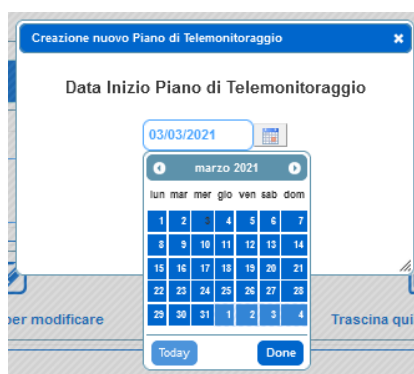 Creazione nuovo Piano di Telemonitoraggio
Data Inizio Piano di Telemonitoraggio
03/03/2021
marzo 2021
lun mar mer gio ven sab dom
1 2 3 4 5 6 7
8 9 10 11 12 13 14
15 16 17 18 19 20 21
22 23 24 25 26 27 28
29 30 31 1 2 3 4
Today Done
per modificare Trascina qui